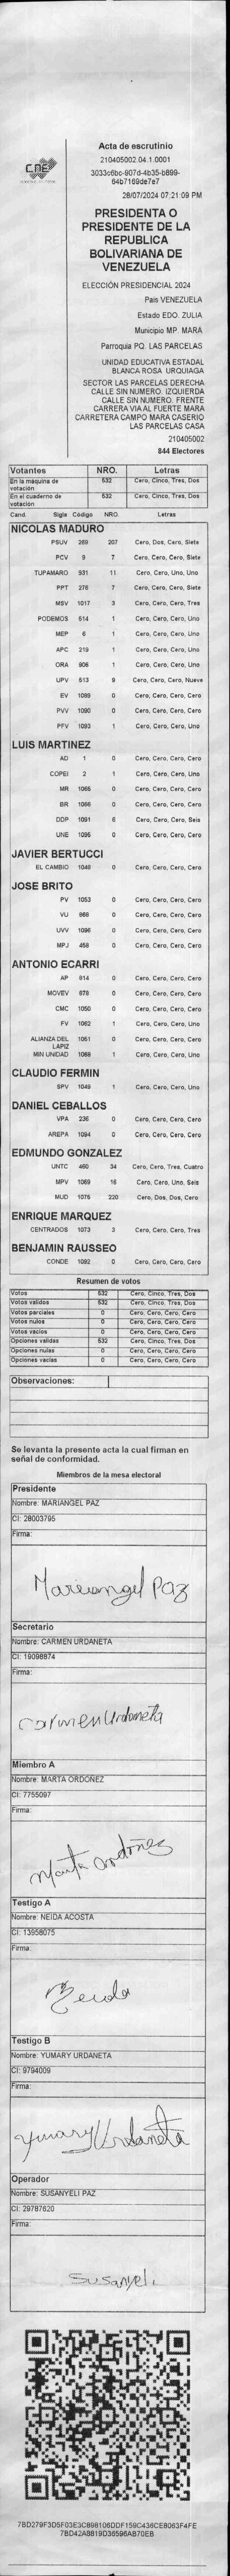 CNE
Acta de escrutinio
210405002.04.1.0001
3033c6bc-907d-4b35-b899-
64b7169de7e7
28/07/2024 07:21:09 PM
PRESIDENTA O
PRESIDENTE DE LA
REPUBLICA
BOLIVARIANA DE
VENEZUELA
ELECCIÓN PRESIDENCIAL 2024
Pais VENEZUELA
Estado EDO. ZULIA
Municipio MP. MARA
Parroquia PQ. LAS PARCELAS
UNIDAD EDUCATIVA ESTADAL
BLANCA ROSA URQUIAGA
SECTOR LAS PARCELAS DERECHA
CALLE SIN NUMERO. IZQUIERDA
CALLE SIN NUMERO. FRENTE
CARRERA VIA AL FUERTE MARA
CARRETERA CAMPO MARA CASERIO
LAS PARCELAS CASA
210405002
844 Electores
Votantes NRO. Letras
En la máquina de votación 532 Cero, Cinco, Tres, Dos
En el cuaderno de votación 532 Cero, Cinco, Tres, Dos
Cand. Sigla Código NRO. Letras
NICOLAS MADURO
PSUV 269 207 Cero, Dos, Cero, Siete
PCV 9 7 Cero, Cero, Cero, Siete
TUPAMARO 931 11 Cero, Cero, Uno, Uno
PPT 276 7 Cero, Cero, Cero, Siete
MSV 1017 3 Cero, Cero, Cero, Tres
PODEMOS 614 1 Cero, Cero, Cero, Uno
MEP 6 1 Cero, Cero, Cero, Uno
APC 219 1 Cero, Cero, Cero, Uno
ORA 906 1 Cero, Cero, Cero, Uno
UPV 613 9 Cero, Cero, Cero, Nueve
EV 1089 0 Cero, Cero, Cero, Cero
PVV 1090 0 Cero, Cero, Cero, Cero
PFV 1093 1 Cero, Cero, Cero, Uno
LUIS MARTINEZ
AD 1 0 Cero, Cero, Cero, Cero
COPEI 2 1 Cero, Cero, Cero, Uno
MR 1065 0 Cero, Cero, Cero, Cero
BR 1066 0 Cero, Cero, Cero, Cero
DDP 1091 6 Cero, Cero, Cero, Seis
UNE 1095 0 Cero, Cero, Cero, Cero
JAVIER BERTUCCI
EL CAMBIO 1048 0 Cero, Cero, Cero, Cero
JOSE BRITO
PV 1053 0 Cero, Cero, Cero, Cero
VU 868 0 Cero, Cero, Cero, Cero
UVV 1096 0 Cero, Cero, Cero, Cero
MPJ 458 0 Cero, Cero, Cero, Cero
ANTONIO ECARRI
AP 814 0 Cero, Cero, Cero, Cero
MOVEV 878 0 Cero, Cero, Cero, Cero
CMC 1050 0 Cero, Cero, Cero, Cero
FV 1062 1 Cero, Cero, Cero, Uno
ALIANZA DEL LAPIZ 1061 0 Cero, Cero, Cero, Cero
MIN UNIDAD 1068 1 Cero, Cero, Cero, Uno
CLAUDIO FERMIN
SPV 1049 1 Cero, Cero, Cero, Uno
DANIEL CEBALLOS
VPA 236 0 Cero, Cero, Cero, Cero
AREPA 1094 0 Cero, Cero, Cero, Cero
EDMUNDO GONZALEZ
UNTC 460 34 Cero, Cero, Tres, Cuatro
MPV 1069 16 Cero, Cero, Uno, Seis
MUD 1075 220 Cero, Dos, Dos, Cero
ENRIQUE MARQUEZ
CENTRADOS 1073 3 Cero, Cero, Cero, Tres
BENJAMIN RAUSSEO
CONDE 1092 0 Cero, Cero, Cero, Cero
Resumen de votos
Votos 532 Cero, Cinco, Tres, Dos
Votos validos 532 Cero, Cinco, Tres, Dos
Votos parciales 0 Cero, Cero, Cero, Cero
Votos nulos 0 Cero, Cero, Cero, Cero
Votos vacios 0 Cero, Cero, Cero, Cero
Opciones validas 532 Cero, Cinco, Tres, Dos
Opciones nulas 0 Cero, Cero, Cero, Cero
Opciones vacias 0 Cero, Cero, Cero, Cero
Observaciones:
Se levanta la presente acta la cual firman en
señal de conformidad.
Miembros de la mesa electoral
Presidente
Nombre: MARIANGEL PAZ
CI: 28003795
Firma:
Mariangel Paz
Secretario
Nombre: CARMEN URDANETA
CI: 19098874
Firma:
Carmen Urdaneta
Miembro A
Nombre: MARTA ORDOÑEZ
CI: 7755097
Firma:
Marta Ordoñez
Testigo A
Nombre: NEIDA ACOSTA
CI: 13958075
Firma:
Neida
Testigo B
Nombre: YUMARY URDANETA
CI: 9794009
Firma:
Yumary Urdaneta
Operador
Nombre: SUSANYELI PAZ
CI: 29787620
Firma:
Susanyeli
7BD279F3D5F03E3C898106DDF159C436CEB063F4FE
7BD42A8819D36596AB70EB